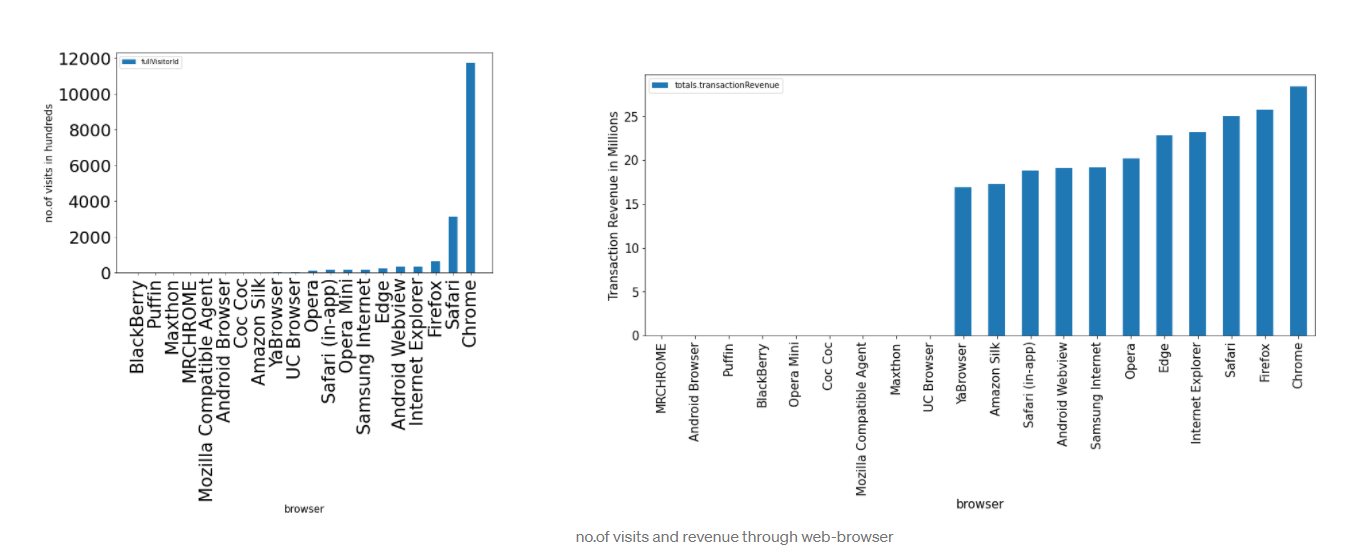 12000
10000
8000
6000
4000
2000
0
no.of visits in hundreds
fullVisitorId
BlackBerry
Puffin
Maxthon
MRCHROME
Mozilla Compatible Agent
Android Browser
Coc Coc
Amazon Silk
YaBrowser
UC Browser
Opera
Safari (in-app)
Opera Mini
Samsung Internet
Edge
Android Webview
Internet Explorer
Firefox
Safari
Chrome
browser
totals.transactionRevenue
Transaction Revenue in Millions
25
20
15
10
5
0
MRCHROME
Android Browser
Puffin
BlackBerry
Opera Mini
Coc Coc
Mozilla Compatible Agent
Maxthon
UC Browser
YaBrowser
Amazon Silk
Safari (in-app)
Android Webview
Samsung Internet
Opera
Edge
Internet Explorer
Safari
Firefox
Chrome
browser
no.of visits and revenue through web-browser